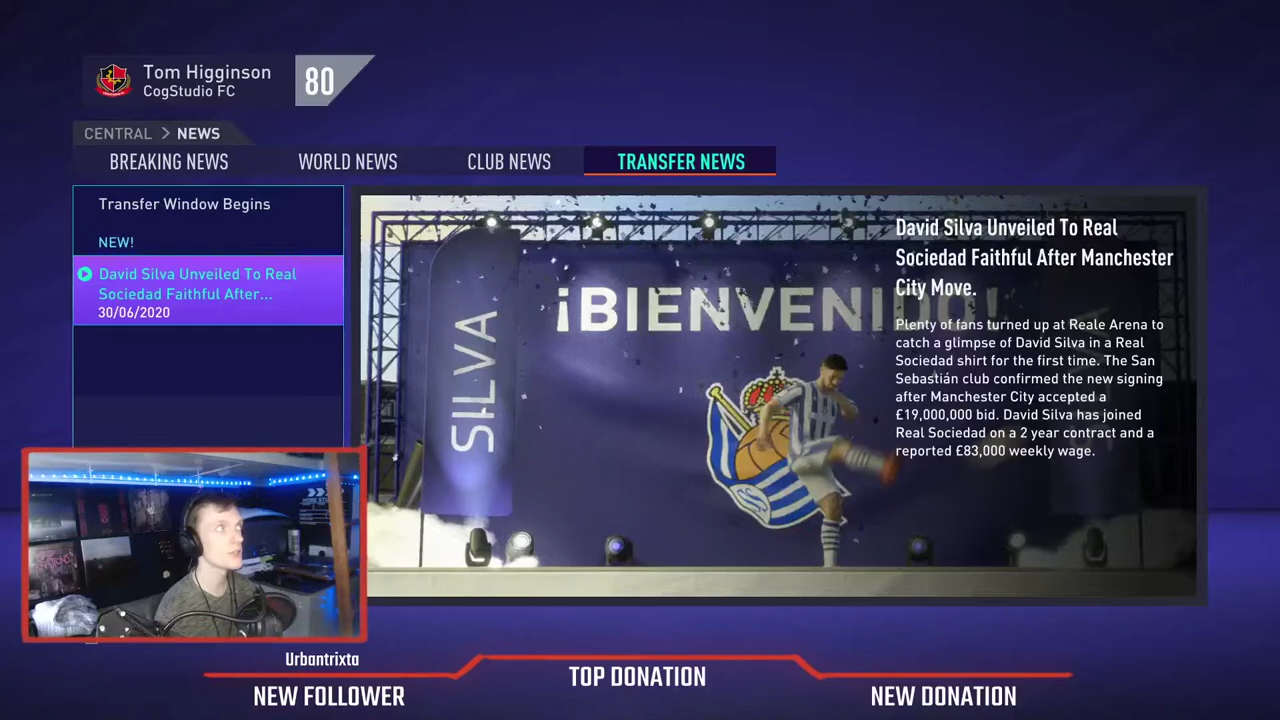 Tom Higginson
CogStudio FC
80
CENTRAL > NEWS
BREAKING NEWS
WORLD NEWS
CLUB NEWS
TRANSFER NEWS
Transfer Window Begins
NEW!
David Silva Unveiled To Real
Sociedad Faithful After...
30/06/2020
SILVA
¡BIENVENIDO!
David Silva Unveiled To Real
Sociedad Faithful After Manchester
City Move.
Plenty of fans turned up at Reale Arena to
catch a glimpse of David Silva in a Real
Sociedad shirt for the first time. The San
Sebastián club confirmed the new signing
after Manchester City accepted a
£19,000,000 bid. David Silva has joined
Real Sociedad on a 2 year contract and a
reported £83,000 weekly wage.
Urbantrixta
NEW FOLLOWER
TOP DONATION
NEW DONATION